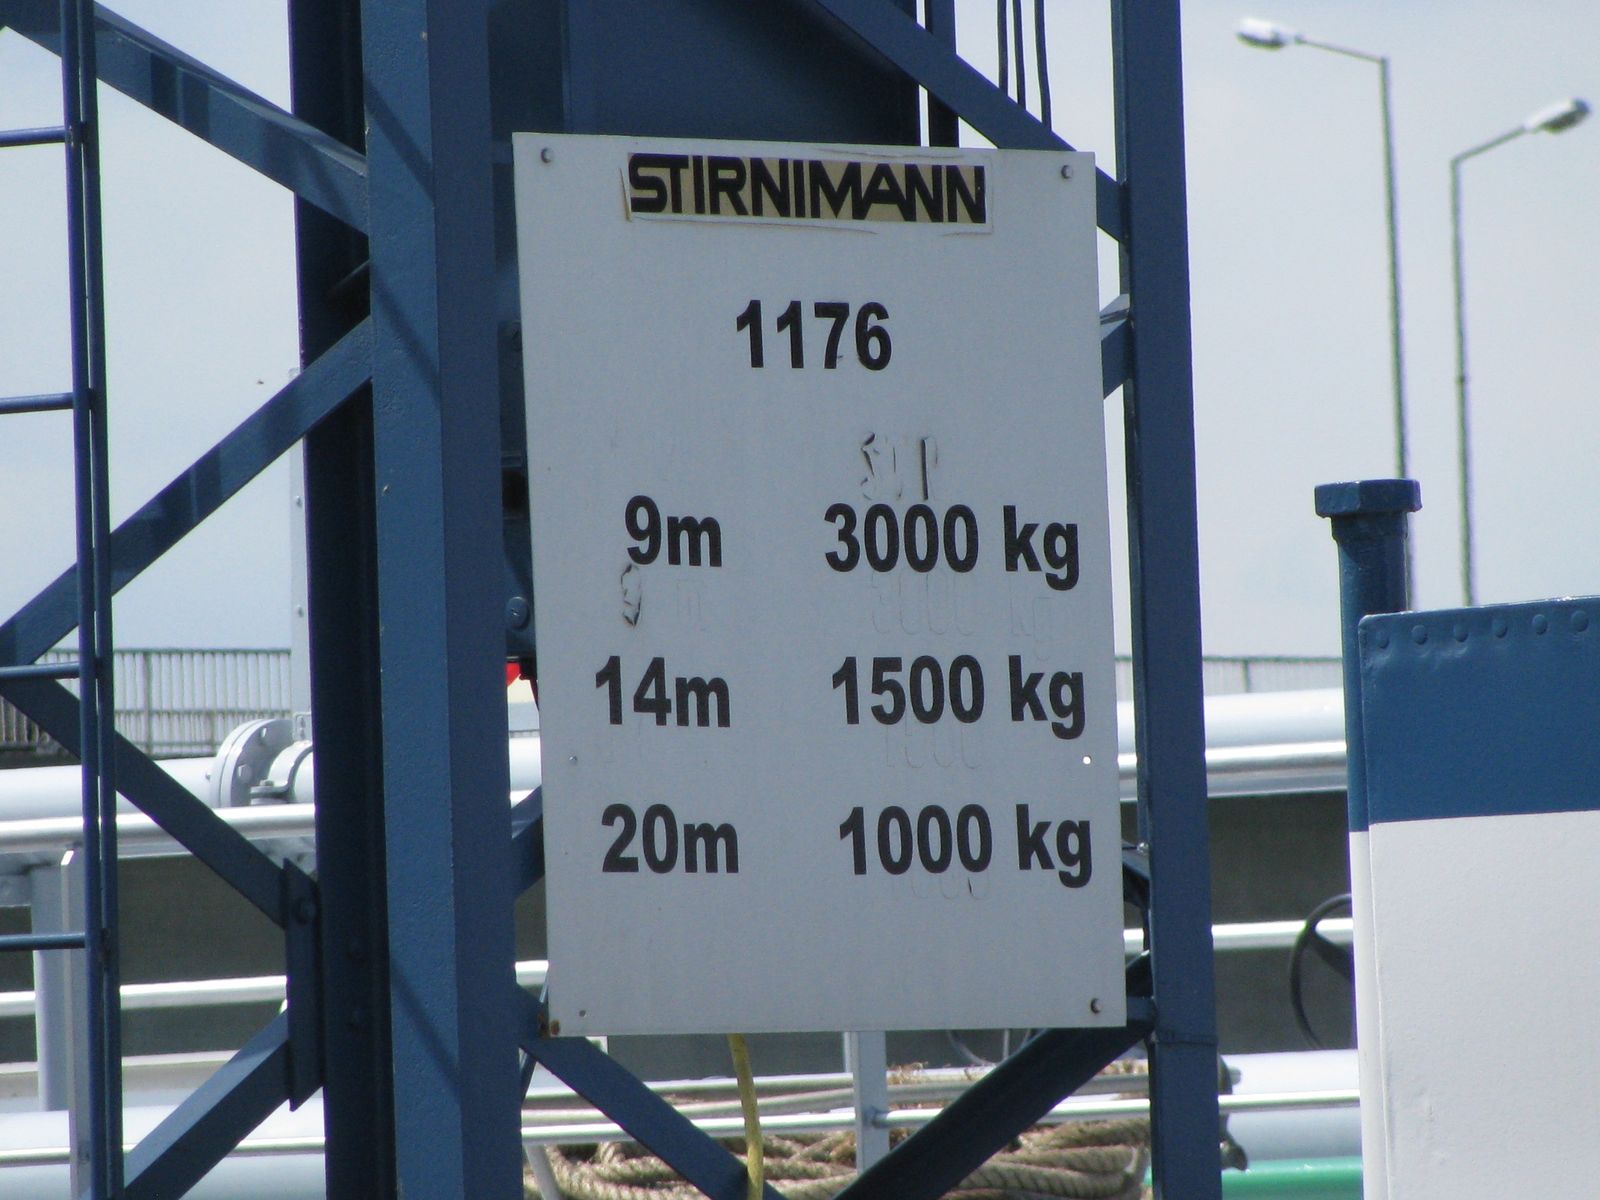 STIRNIMANN
1176
9m 3000 kg
14m 1500 kg
20m 1000 kg